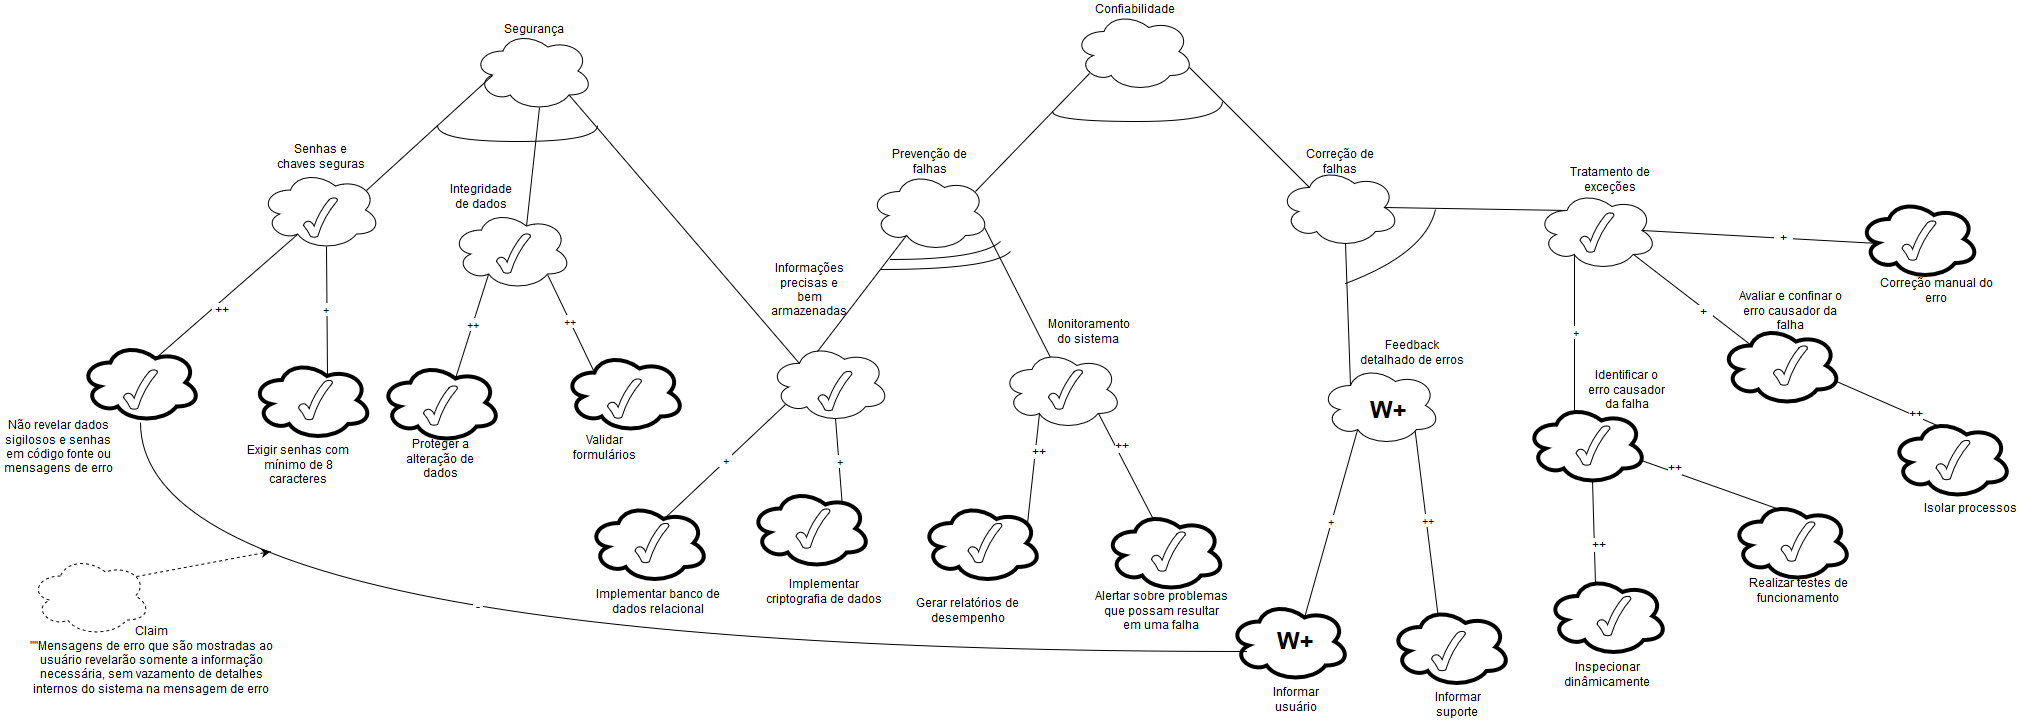 Confiabilidade
Segurança
Senhas e
chaves seguras
Integridade
de dados
Prevenção de
falhas
Correção de
falhas
Tratamento de
exceções
Informações
precisas e
bem
armazenadas
Monitoramento
do sistema
Feedback
detalhado de erros
W+
Correção manual do
erro
+
Avaliar e confinar o
erro causador da
falha
+
+
Identificar o
erro causador
da falha
++
+
++
++
Não revelar dados
sigilosos e senhas
em código fonte ou
mensagens de erro
Exigir senhas com
mínimo de 8
caracteres
Proteger a
alteração de
dados
Validar
formulários
+
+
++
++
+
++
++
++
++
Isolar processos
Implementar banco de
dados relacional
Implementar
criptografia de dados
Gerar relatórios de
desempenho
Alertar sobre problemas
que possam resultar
em uma falha
Realizar testes de
funcionamento
-
W+
Informar
usuário
Informar
suporte
Inspecionar
dinâmicamente
Claim
""Mensagens de erro que são mostradas ao
usuário revelarão somente a informação
necessária, sem vazamento de detalhes
internos do sistema na mensagem de erro